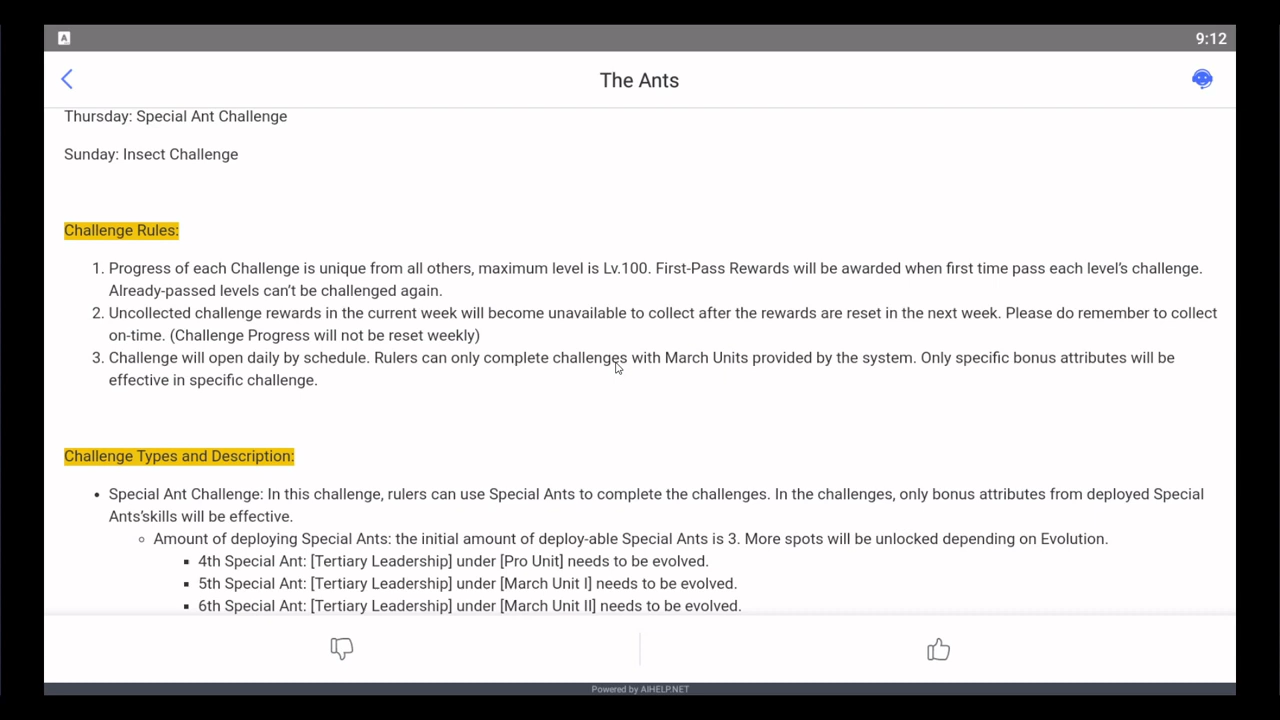 A
9:12
The Ants
Thursday: Special Ant Challenge
Sunday: Insect Challenge
Challenge Rules:
1. Progress of each Challenge is unique from all others, maximum level is Lv.100. First-Pass Rewards will be awarded when first time pass each level's challenge.
Already-passed levels can't be challenged again.
2. Uncollected challenge rewards in the current week will become unavailable to collect after the rewards are reset in the next week. Please do remember to collect
on-time. (Challenge Progress will not be reset weekly)
3. Challenge will open daily by schedule. Rulers can only complete challenges with March Units provided by the system. Only specific bonus attributes will be
effective in specific challenge.
Challenge Types and Description:
• Special Ant Challenge: In this challenge, rulers can use Special Ants to complete the challenges. In the challenges, only bonus attributes from deployed Special
Ants'skills will be effective.
◦ Amount of deploying Special Ants: the initial amount of deploy-able Special Ants is 3. More spots will be unlocked depending on Evolution.
▪ 4th Special Ant: [Tertiary Leadership] under [Pro Unit] needs to be evolved.
▪ 5th Special Ant: [Tertiary Leadership] under [March Unit I] needs to be evolved.
▪ 6th Special Ant: [Tertiary Leadership] under [March Unit II] needs to be evolved.
Powered by AIHELP.NET